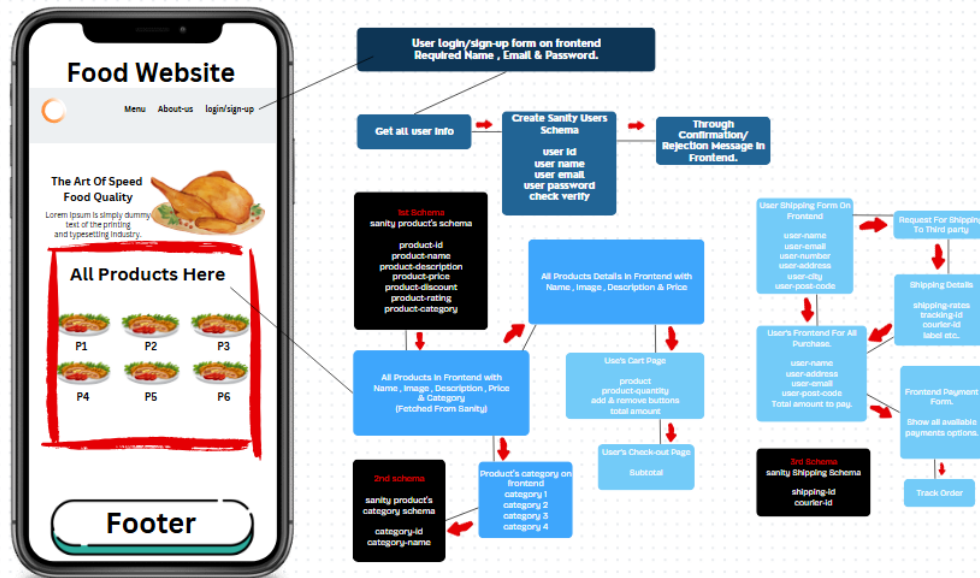 Food Website
Menu About-us login/sign-up
The Art Of Speed
Food Quality
Lorem Ipsum is simply dummy
text of the printing
and typesetting industry.
All Products Here
P1 P2 P3
P4 P5 P6
Footer
User login/sign-up form on frontend
Required Name , Email & Password.
Get all user Info
Create Sanity Users
Schema
user Id
user name
user email
user password
check verify
Through
Confirmation/
Rejection Message In
Frontend.
1st Schema
sanity product's schema
product-id
product-name
product-description
product-price
product-discount
product-rating
product-category
All Products Details In Frontend with
Name , Image , Description & Price
All Products In Frontend with
Name , Image , Description , Price
& Category
(Fetched From Sanity)
Use's Cart Page
product
product-quantity
add & remove buttons
total amount
User's Check-out Page
Subtotal
2nd schema
sanity product's
category schema
category-id
category-name
Product's category on
frontend
category 1
category 2
category 3
category 4
User Shipping Form On
Frontend
user-name
user-email
user-number
user-address
user-city
user-post-code
Request For Shipping
To Third party
Shipping Details
shipping-rates
tracking-id
courier-id
label etc..
User's Frontend For All
Purchase.
user-name
user-address
user-email
user-post-code
Total amount to pay.
Frontend Payment
Form.
Show all available
payments options.
Track Order
3rd Schema
sanity Shipping Schema
shipping-id
courier-id